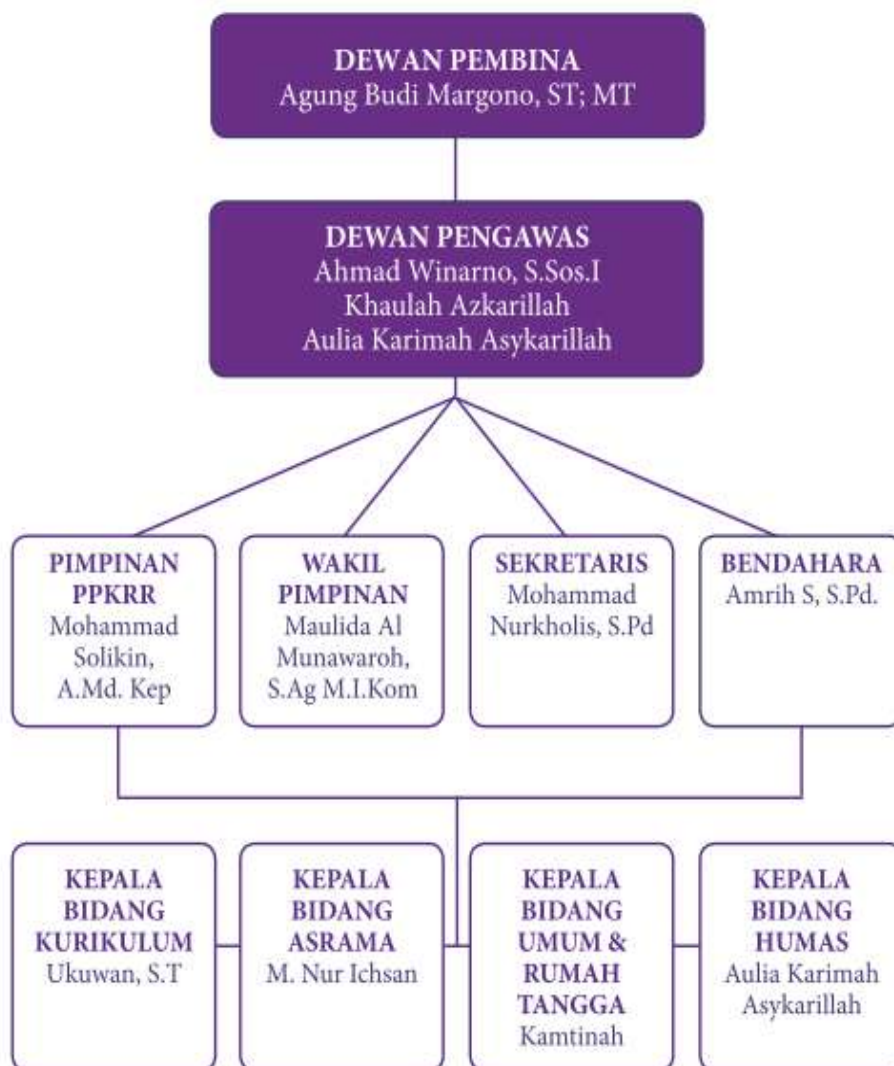 DEWAN PEMBINA
Agung Budi Margono, ST; MT
DEWAN PENGAWAS
Ahmad Winarno, S.Sos.I
Khaulah Azkarillah
Aulia Karimah Asykarillah
PIMPINAN
PPKRR
Mohammad
Solikin,
A.Md. Kep
WAKIL
PIMPINAN
Maulida Al
Munawaroh,
S.Ag M.I.Kom
SEKRETARIS
Mohammad
Nurkholis, S.Pd
BENDAHARA
Amrih S, S.Pd.
KEPALA
BIDANG
KURIKULUM
Ukuwan, S.T
KEPALA
BIDANG
ASRAMA
M. Nur Ichsan
KEPALA
BIDANG
UMUM &
RUMAH
TANGGA
Kamtinah
KEPALA
BIDANG
HUMAS
Aulia Karimah
Asykarillah